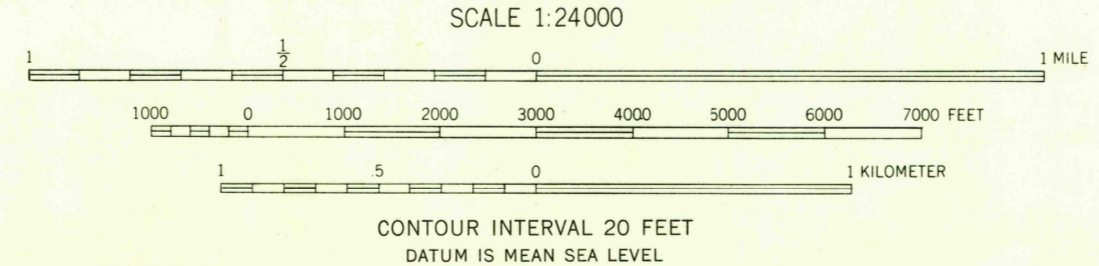 SCALE 1:24000
1 1/2 0 1 MILE
1000 0 1000 2000 3000 4000 5000 6000 7000 FEET
1 .5 0 1 KILOMETER
CONTOUR INTERVAL 20 FEET
DATUM IS MEAN SEA LEVEL